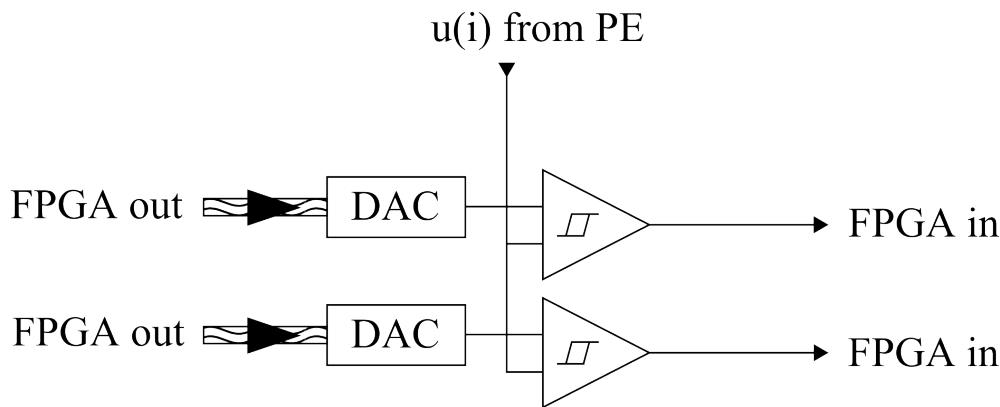 u(i) from PE
FPGA out
DAC
FPGA in
FPGA out
DAC
FPGA in